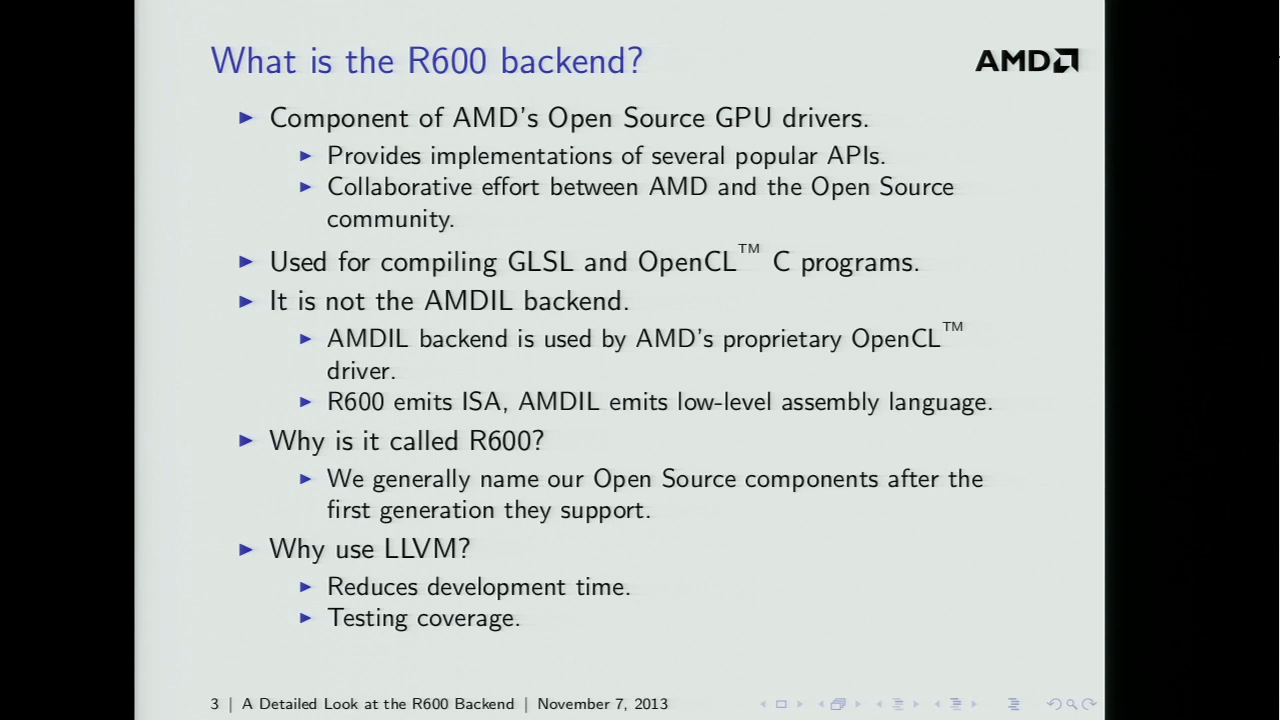 What is the R600 backend?
AMD
Component of AMD's Open Source GPU drivers.
Provides implementations of several popular APIs.
Collaborative effort between AMD and the Open Source
community.
Used for compiling GLSL and OpenCL™ C programs.
It is not the AMDIL backend.
AMDIL backend is used by AMD's proprietary OpenCL™
driver.
R600 emits ISA, AMDIL emits low-level assembly language.
Why is it called R600?
We generally name our Open Source components after the
first generation they support.
Why use LLVM?
Reduces development time.
Testing coverage.
3 | A Detailed Look at the R600 Backend | November 7, 2013